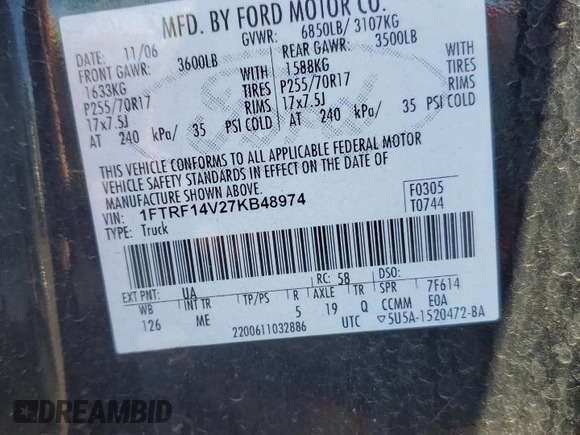 MFD. BY FORD MOTOR CO.
DATE: 11/06 GVWR: 6850LB/ 3107KG
FRONT GAWR: 3600LB REAR GAWR: 3500LB
1633KG 1588KG
P255/70R17 TIRES P255/70R17 TIRES
17x7.5J RIMS 17x7.5J RIMS
AT 240 kPa/ 35 PSI COLD AT 240 kPa/ 35 PSI COLD
THIS VEHICLE CONFORMS TO ALL APPLICABLE FEDERAL MOTOR
VEHICLE SAFETY STANDARDS IN EFFECT ON THE DATE OF
MANUFACTURE SHOWN ABOVE.
VIN: 1FTRF14V27KB48974 F0305
TYPE: Truck T0744
EXT PNT: UA RC: 58 DSO:
WB INT TR TP/PS R AXLE TR SPR 7F614
126 ME 5 19 Q CCMM E0A
2200611032886 UTC ▽5U5A-1520472-BA
Ford
DREAMBID